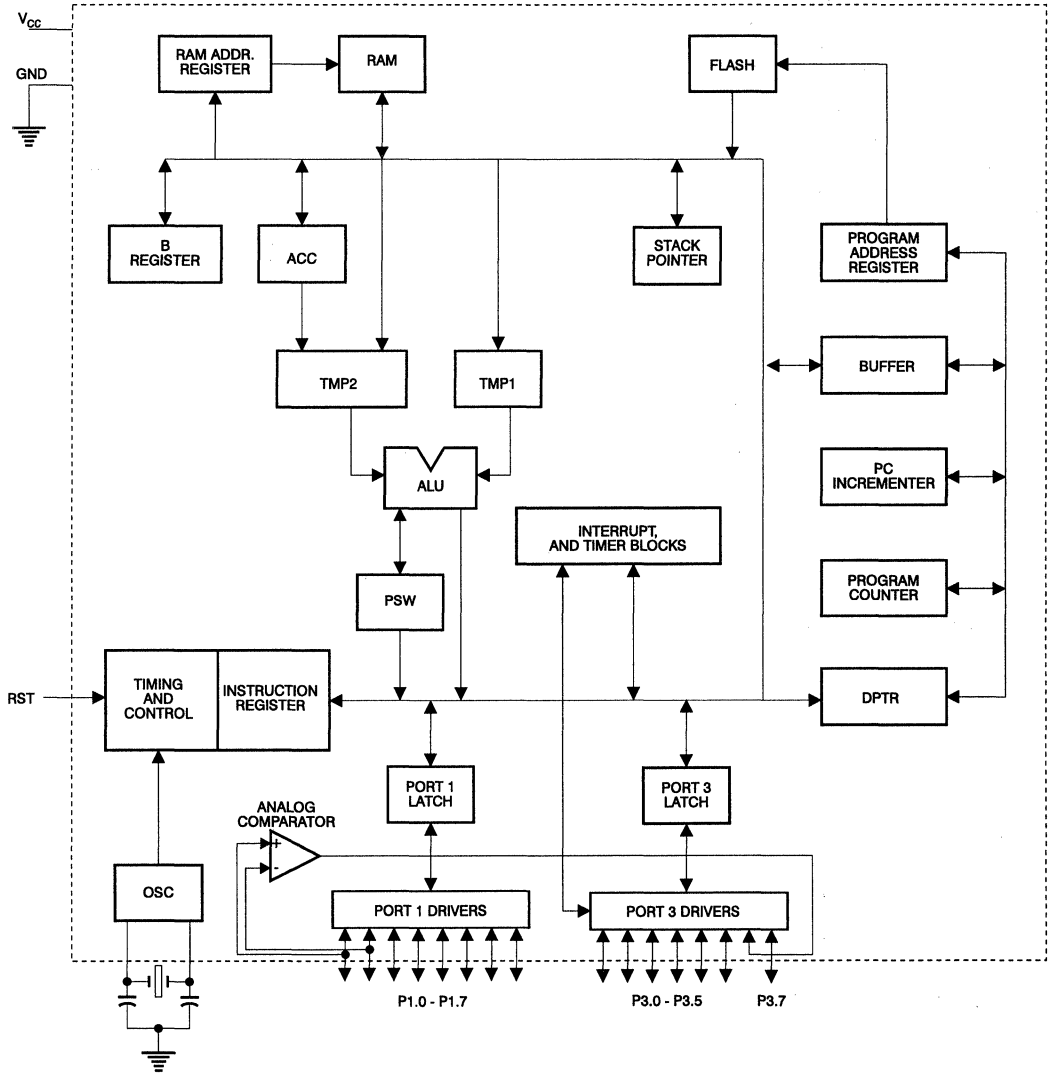 VCC
GND
RAM ADDR.
REGISTER
RAM
FLASH
B
REGISTER
ACC
STACK
POINTER
PROGRAM
ADDRESS
REGISTER
TMP2
TMP1
BUFFER
ALU
PC
INCREMENTER
INTERRUPT,
AND TIMER BLOCKS
PSW
PROGRAM
COUNTER
RST
TIMING
AND
CONTROL
INSTRUCTION
REGISTER
DPTR
PORT 1
LATCH
PORT 3
LATCH
ANALOG
COMPARATOR
+
-
OSC
PORT 1 DRIVERS
PORT 3 DRIVERS
P1.0 - P1.7
P3.0 - P3.5
P3.7